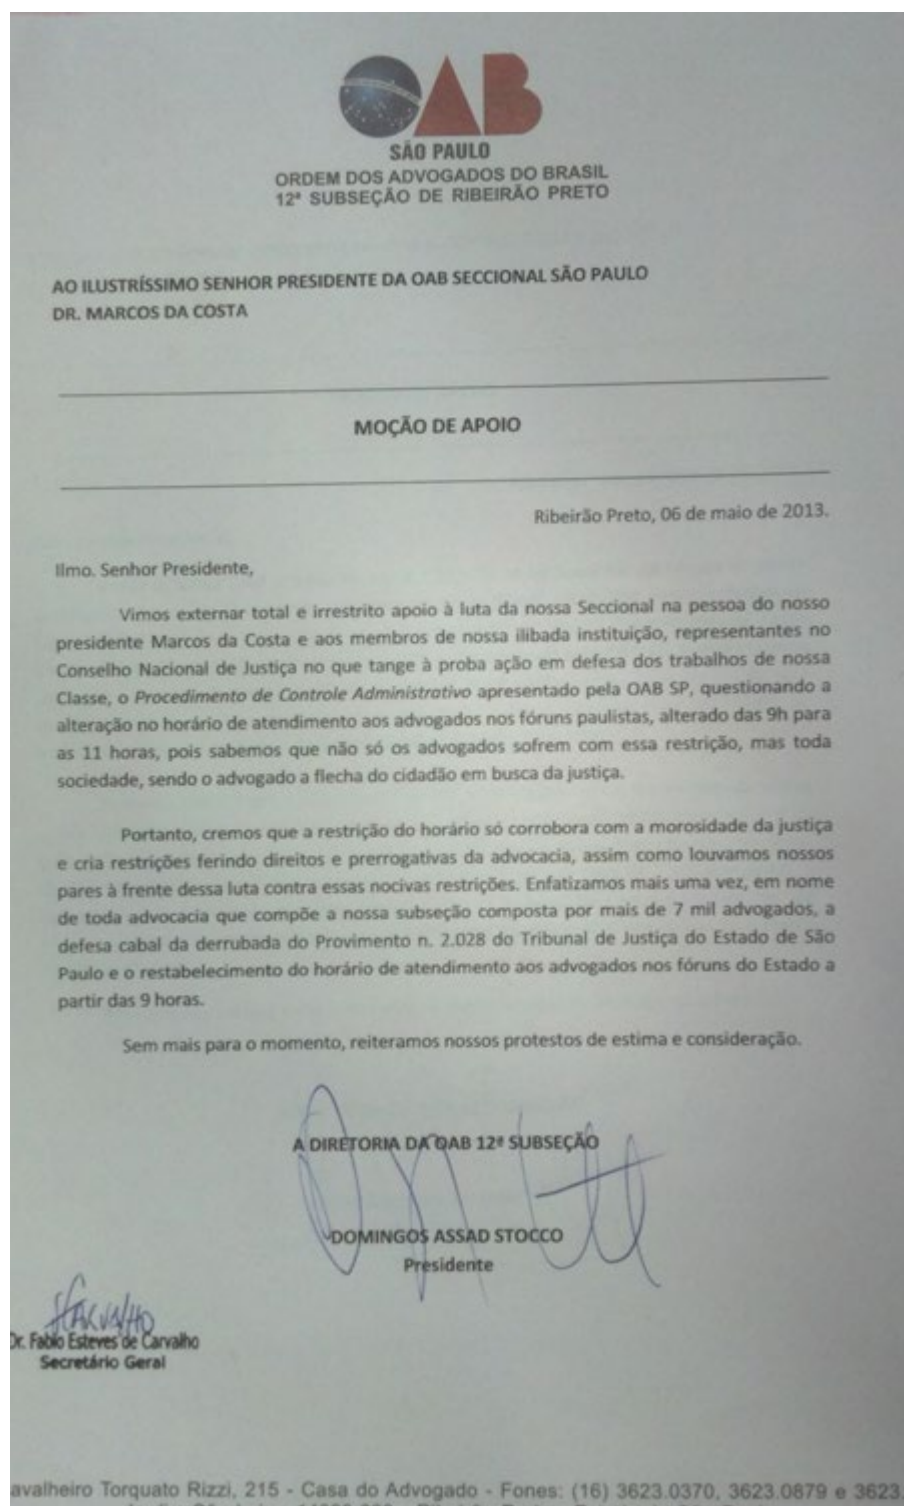 OAB
SÃO PAULO
ORDEM DOS ADVOGADOS DO BRASIL
12ª SUBSEÇÃO DE RIBEIRÃO PRETO
AO ILUSTRÍSSIMO SENHOR PRESIDENTE DA OAB SECCIONAL SÃO PAULO
DR. MARCOS DA COSTA
MOÇÃO DE APOIO
Ribeirão Preto, 06 de maio de 2013.
Ilmo. Senhor Presidente,
Vimos externar total e irrestrito apoio à luta da nossa Seccional na pessoa do nosso
presidente Marcos da Costa e aos membros de nossa ilibada instituição, representantes no
Conselho Nacional de Justiça no que tange à proba ação em defesa dos trabalhos de nossa
Classe, o Procedimento de Controle Administrativo apresentado pela OAB SP, questionando a
alteração no horário de atendimento aos advogados nos fóruns paulistas, alterado das 9h para
as 11 horas, pois sabemos que não só os advogados sofrem com essa restrição, mas toda
sociedade, sendo o advogado a flecha do cidadão em busca da justiça.
Portanto, cremos que a restrição do horário só corrobora com a morosidade da justiça
e cria restrições ferindo direitos e prerrogativas da advocacia, assim como louvamos nossos
pares à frente dessa luta contra essas nocivas restrições. Enfatizamos mais uma vez, em nome
de toda advocacia que compõe a nossa subseção composta por mais de 7 mil advogados, a
defesa cabal da derrubada do Provimento n. 2.028 do Tribunal de Justiça do Estado de São
Paulo e o restabelecimento do horário de atendimento aos advogados nos fóruns do Estado a
partir das 9 horas.
Sem mais para o momento, reiteramos nossos protestos de estima e consideração.
A DIRETORIA DA OAB 12ª SUBSEÇÃO
DOMINGOS ASSAD STOCCO
Presidente
Dr. Fabio Esteves de Carvalho
Secretário Geral
avalheiro Torquato Rizzi, 215 - Casa do Advogado - Fones: (16) 3623.0370, 3623.0879 e 3623.